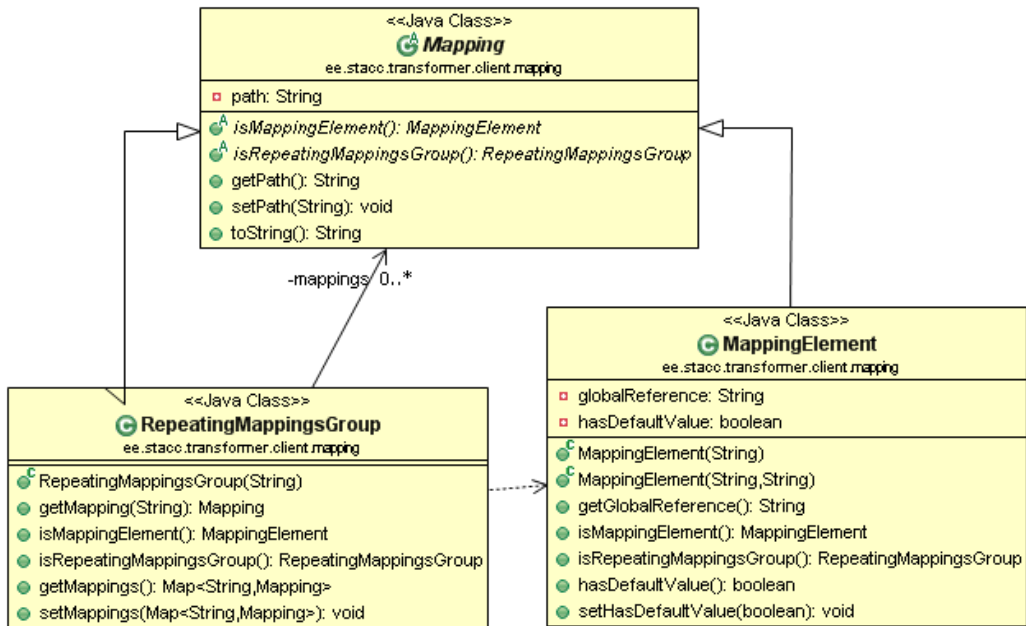 <<Java Class>>
Mapping
ee.stacc.transformer.client.mapping
path: String
isMappingElement(): MappingElement
isRepeatingMappingsGroup(): RepeatingMappingsGroup
getPath(): String
setPath(String): void
toString(): String
-mappings 0..*
<<Java Class>>
RepeatingMappingsGroup
ee.stacc.transformer.client.mapping
RepeatingMappingsGroup(String)
getMapping(String): Mapping
isMappingElement(): MappingElement
isRepeatingMappingsGroup(): RepeatingMappingsGroup
getMappings(): Map<String,Mapping>
setMappings(Map<String,Mapping>): void
<<Java Class>>
MappingElement
ee.stacc.transformer.client.mapping
globalReference: String
hasDefaultValue: boolean
MappingElement(String)
MappingElement(String,String)
getGlobalReference(): String
isMappingElement(): MappingElement
isRepeatingMappingsGroup(): RepeatingMappingsGroup
hasDefaultValue(): boolean
setHasDefaultValue(boolean): void